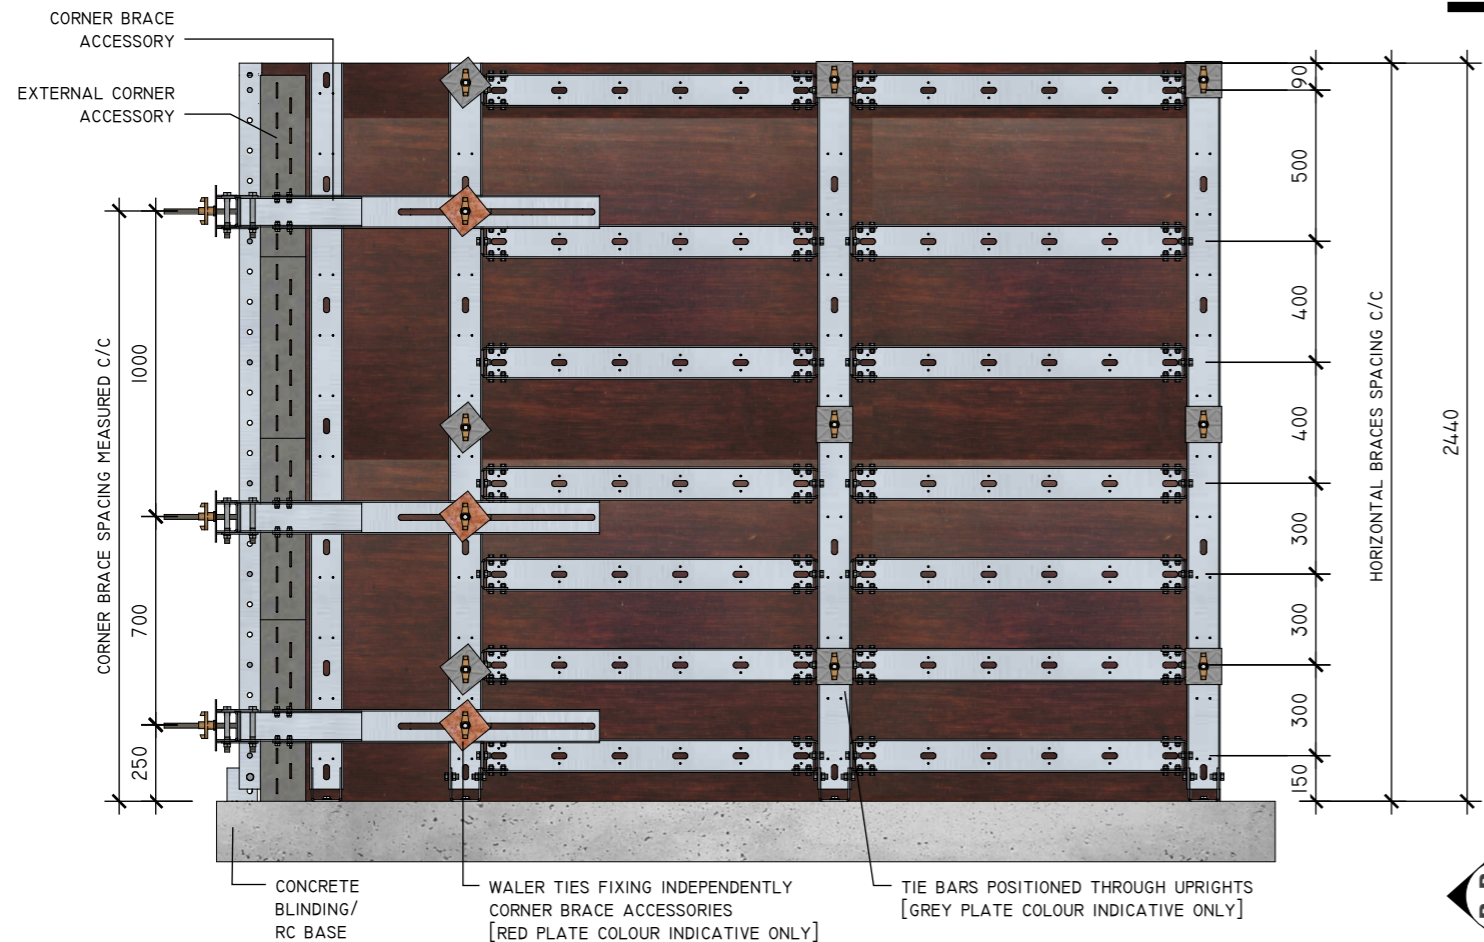 CORNER BRACE
ACCESSORY
EXTERNAL CORNER
ACCESSORY
CORNER BRACE SPACING MEASURED C/C
1000
700
250
90
500
400
400
300
300
300
150
HORIZONTAL BRACES SPACING C/C
2440
CONCRETE
BLINDING/
RC BASE
WALER TIES FIXING INDEPENDENTLY
CORNER BRACE ACCESSORIES
[RED PLATE COLOUR INDICATIVE ONLY]
TIE BARS POSITIONED THROUGH UPRIGHTS
[GREY PLATE COLOUR INDICATIVE ONLY]